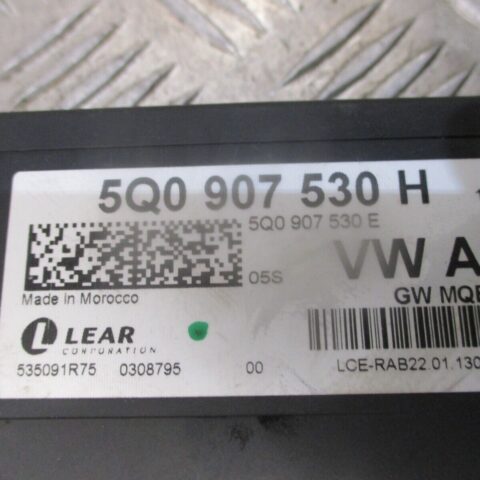 5Q0 907 530 H
5Q0 907 530 E
05S
VW A
Made In Morocco
GW MQ
LEAR
CORPORATION
535091R75 0308795 00
LCE-RAB22.01.130